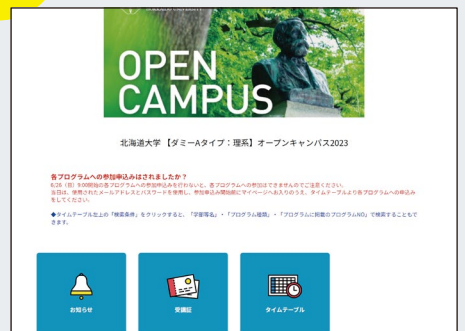 OPEN
CAMPUS
北海道大学 【ダミーAタイプ：理系】オープンキャンパス2023
各プログラムへの参加申込みはされましたか？
6/28（日）9:00開始の各プログラムへの参加申込みを行わないと、各プログラムへの参加はできませんのでご注意ください。
当日は、使用されたメールアドレスとパスワードを使用し、参加申込み開始前にマイページへお入りのうえ、タイムテーブルより各プログラムへの申込み
をしてください。
◆タイムテーブル左上の「検索条件」をクリックすると、「学部等名」・「プログラム種類」・「プログラムに掲載のプログラムNO」で検索することもで
きます。
お知らせ
受講証
タイムテーブル